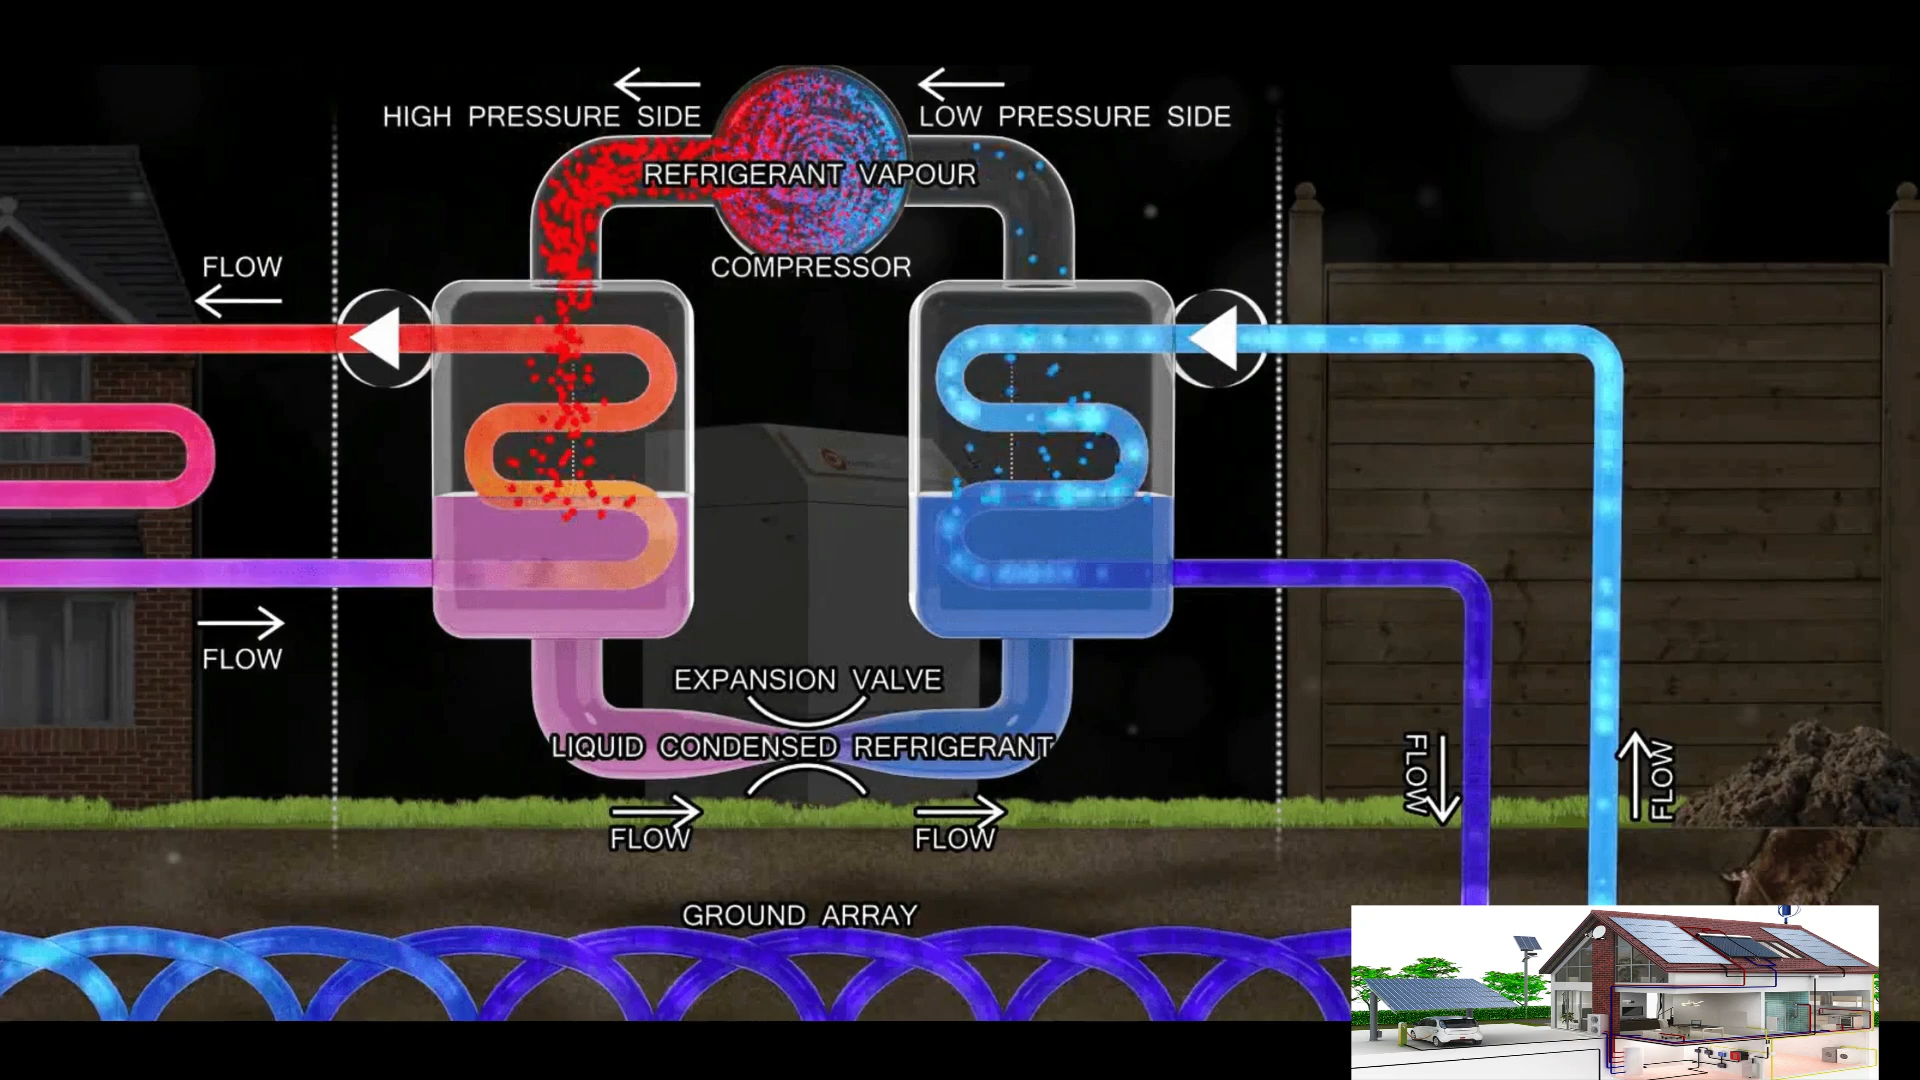 HIGH PRESSURE SIDE
LOW PRESSURE SIDE
REFRIGERANT VAPOUR
COMPRESSOR
FLOW
FLOW
EXPANSION VALVE
LIQUID CONDENSED REFRIGERANT
FLOW
FLOW
FLOW
FLOW
GROUND ARRAY